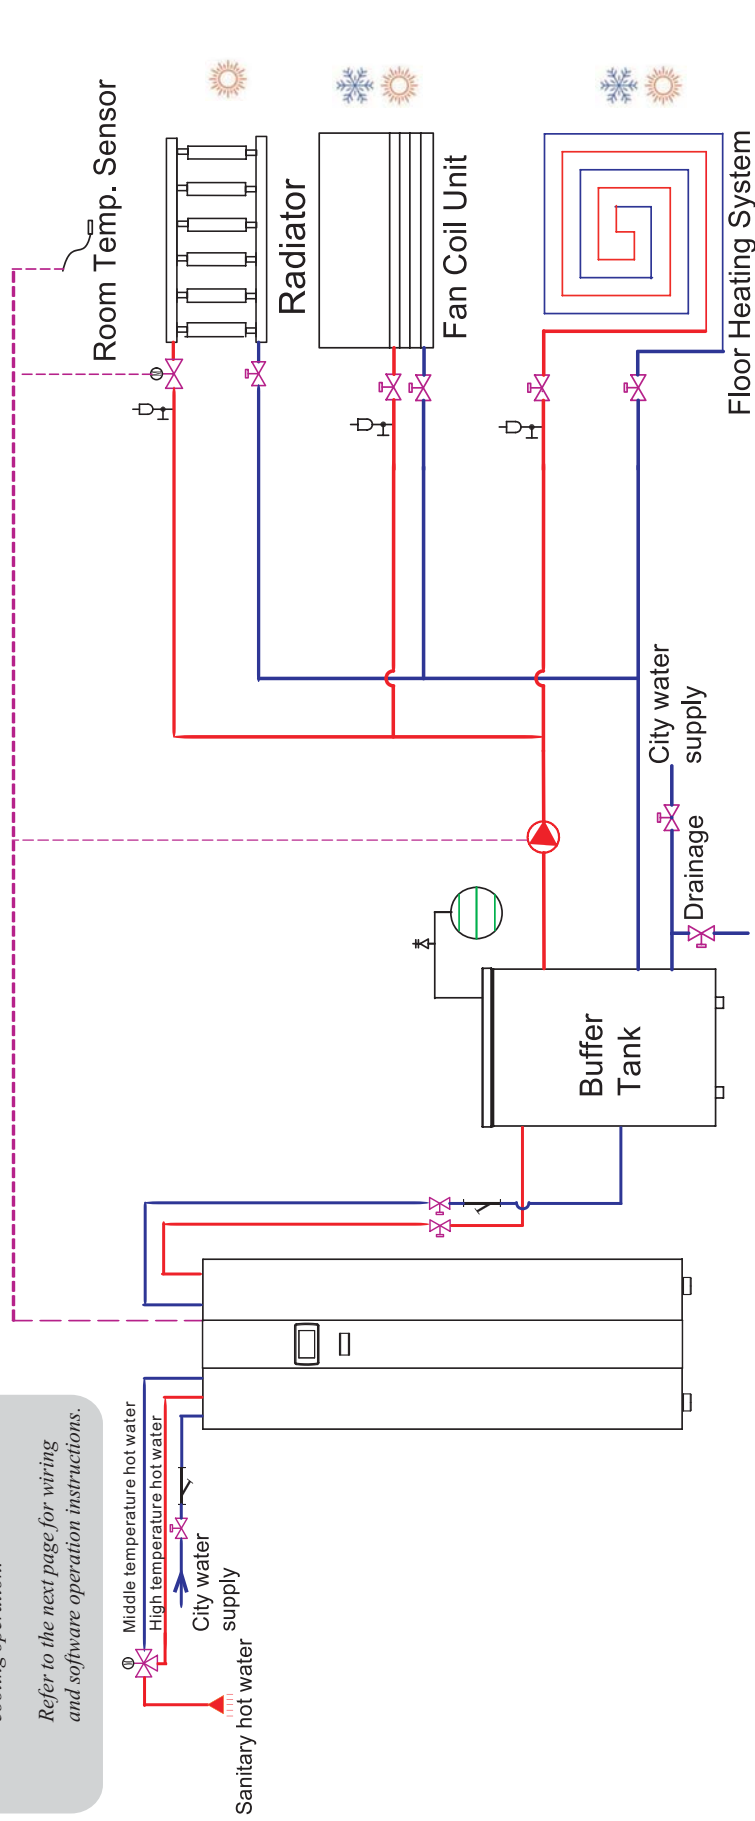 Refer to the next page for wiring
and software operation instructions.
Room Temp. Sensor
Middle temperature hot water
High temperature hot water
City water
supply
Sanitary hot water
Radiator
Fan Coil Unit
Buffer
Tank
City water
supply
Drainage
Floor Heating System